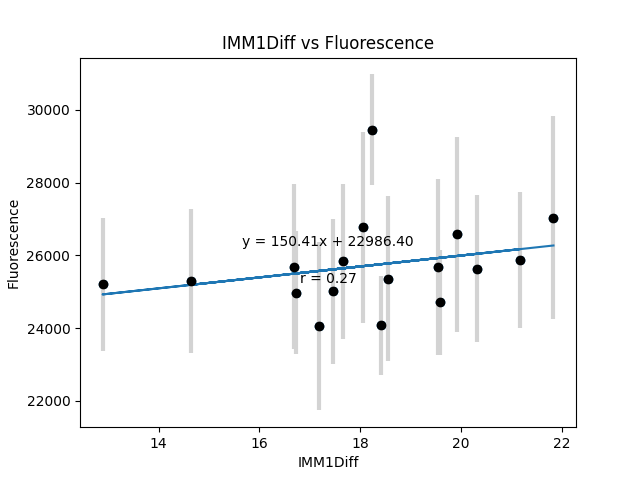 IMM1Diff vs Fluorescence
30000
28000
26000
24000
22000
Fluorescence
y = 150.41x + 22986.40
r = 0.27
14 16 18 20 22
IMM1Diff